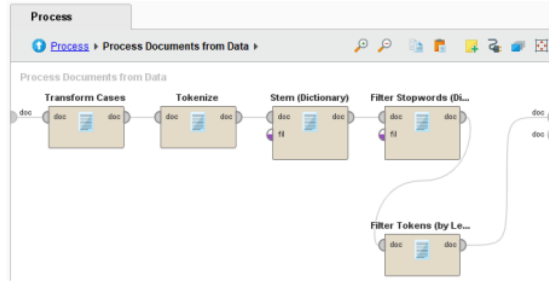 Process
Process ▸ Process Documents from Data ▸
Process Documents from Data
Transform Cases
Tokenize
Stem (Dictionary)
Filter Stopwords (Di...
doc
doc doc
doc doc
doc doc
fil
doc doc
fil
doc
doc
Filter Tokens (by Le...
doc doc